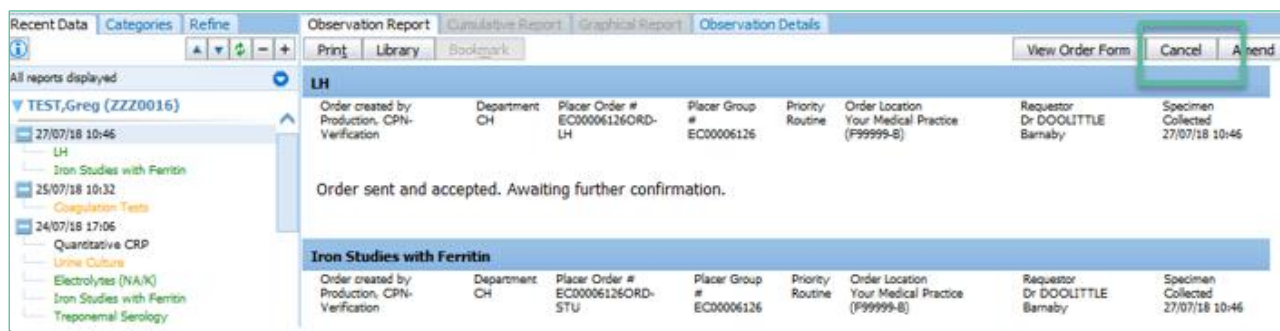 Recent Data Categories Refine
Observation Report Cumulative Report Graphical Report Observation Details
Print Library Bookmark View Order Form Cancel Amend
All reports displayed
TEST,Greg (ZZZ0016)
27/07/18 10:46
LH
Iron Studies with Ferritin
25/07/18 10:32
Coagulation Tests
24/07/18 17:06
Quantitative CRP
Urine Culture
Electrolytes (NA/K)
Iron Studies with Ferritin
Treponemal Serology
LH
Order created by Department Placer Order # Placer Group Priority Order Location Requestor Specimen
Production, CPN- CH EC00006126ORD- # Routine Your Medical Practice Dr DOOLITTLE Collected
Verification LH EC00006126 (F99999-B) Barnaby 27/07/18 10:46
Order sent and accepted. Awaiting further confirmation.
Iron Studies with Ferritin
Order created by Department Placer Order # Placer Group Priority Order Location Requestor Specimen
Production, CPN- CH EC00006126ORD- # Routine Your Medical Practice Dr DOOLITTLE Collected
Verification STU EC00006126 (F99999-B) Barnaby 27/07/18 10:46